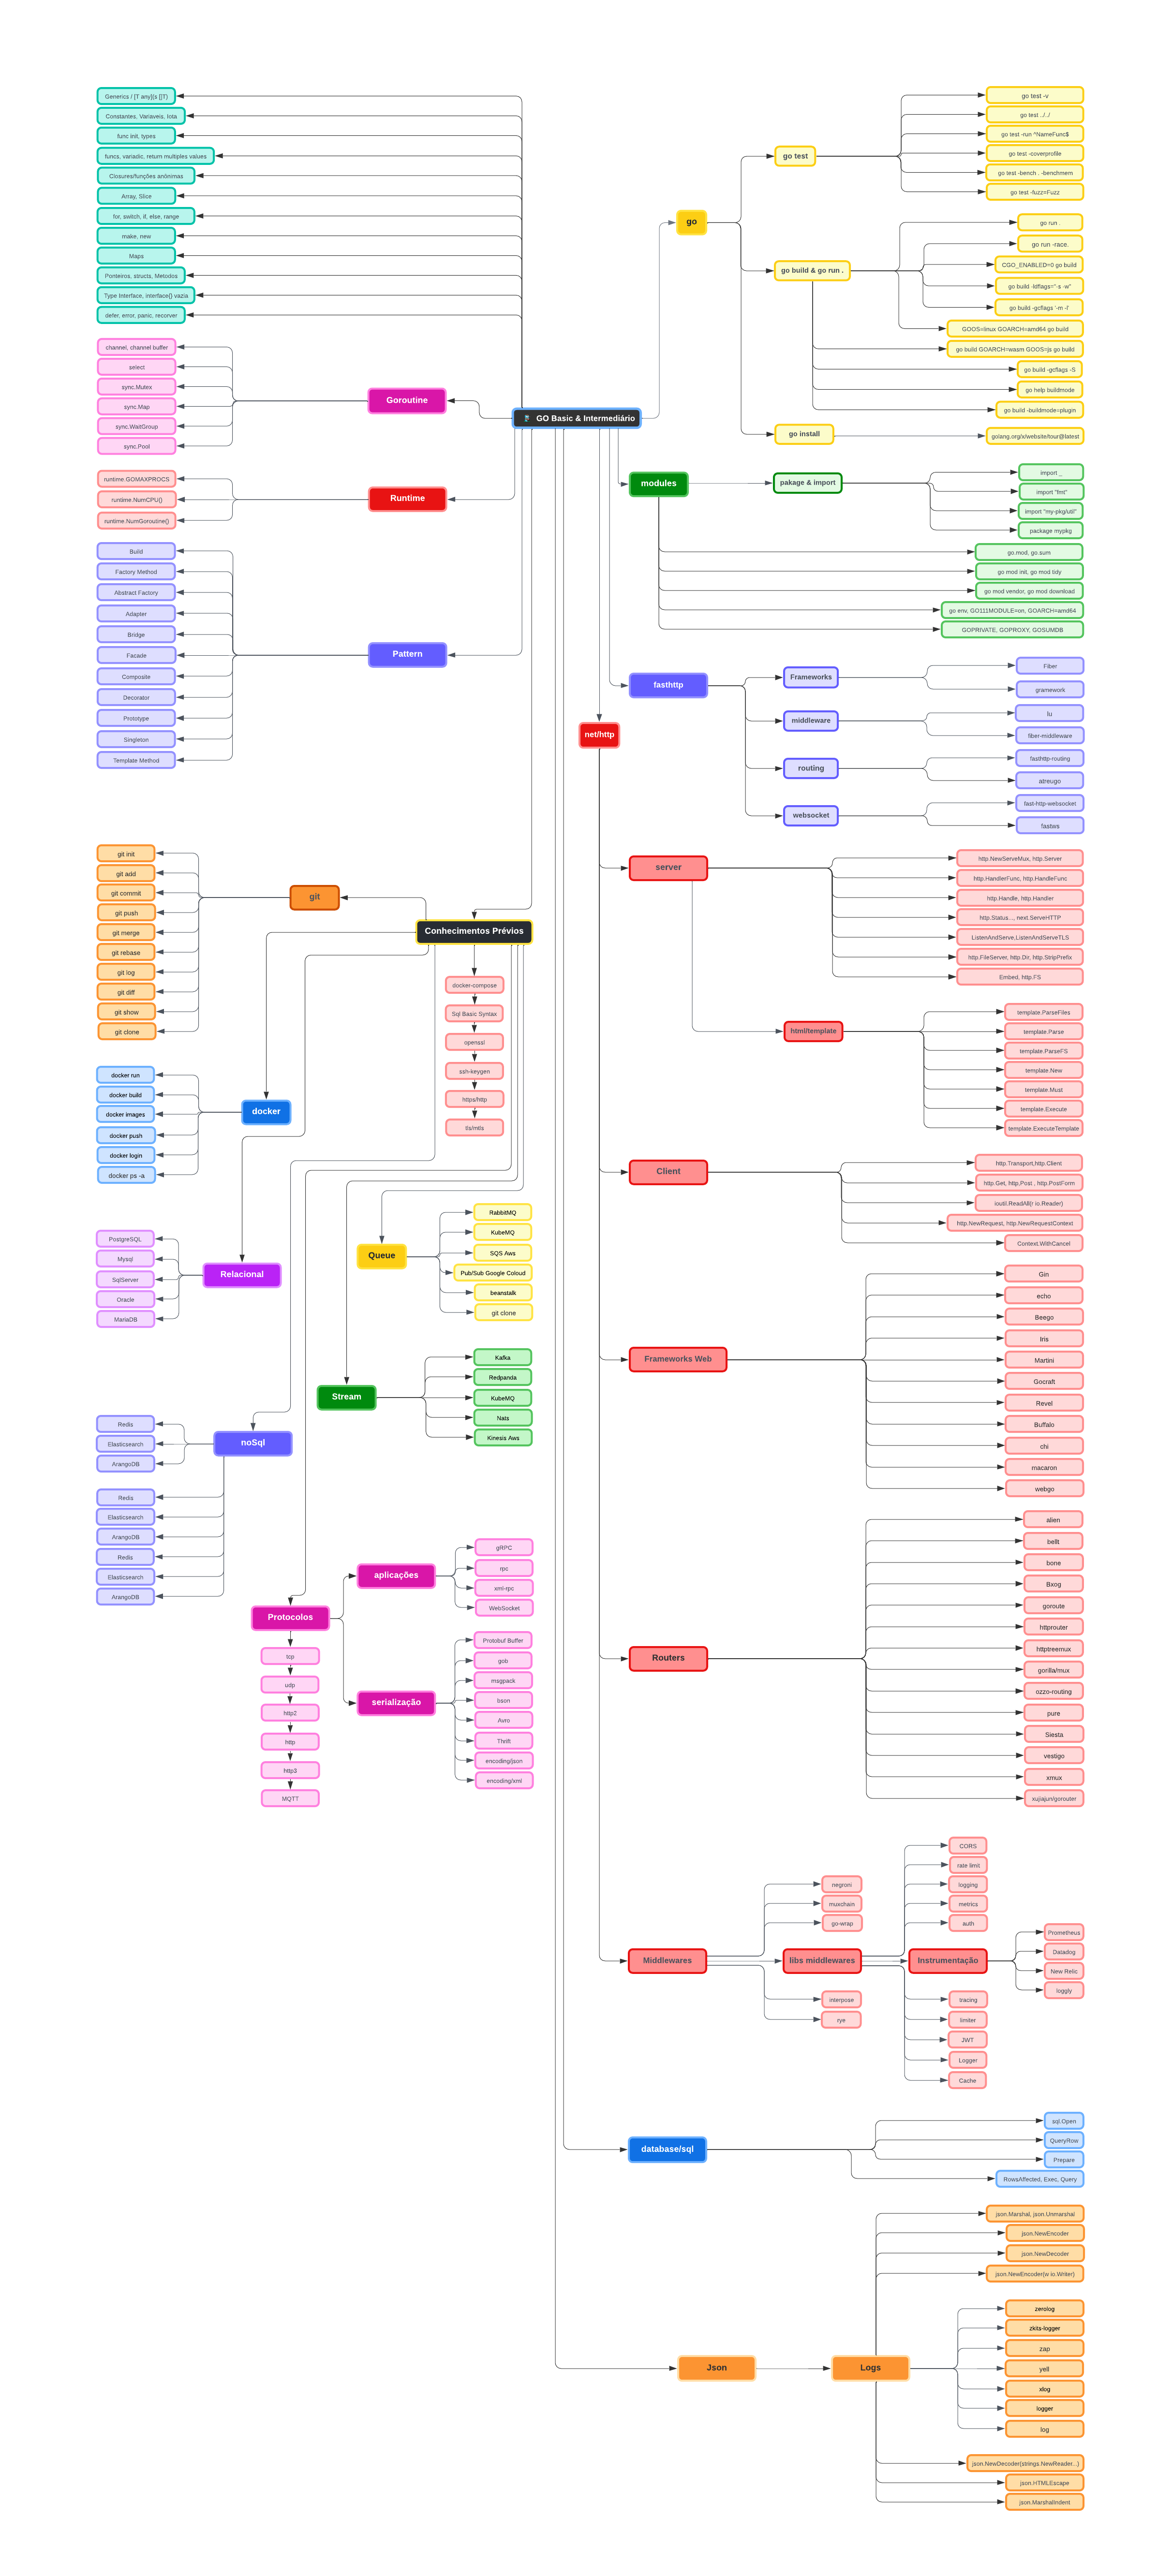 GO Basic & Intermediário
Generics / [T any](s []T)
Constantes, Variaveis, Iota
func init, types
funcs, variadic, return multiples values
Closures/funções anônimas
Array, Slice
for, switch, if, else, range
make, new
Maps
Ponteiros, structs, Metodos
Type Interface, interface{} vazia
defer, error, panic, recorver
Goroutine
channel, channel buffer
select
sync.Mutex
sync.Map
sync.WaitGroup
sync.Pool
Runtime
runtime.GOMAXPROCS
runtime.NumCPU()
runtime.NumGoroutine()
Pattern
Build
Factory Method
Abstract Factory
Adapter
Bridge
Facade
Composite
Decorator
Prototype
Singleton
Template Method
Conhecimentos Prévios
git
git init
git add
git commit
git push
git merge
git rebase
git log
git diff
git show
git clone
docker-compose
Sql Basic Syntax
openssl
ssh-keygen
https/http
tls/mtls
docker
docker run
docker build
docker images
docker push
docker login
docker ps -a
Relacional
PostgreSQL
Mysql
SqlServer
Oracle
MariaDB
Queue
RabbitMQ
KubeMQ
SQS Aws
Pub/Sub Google Coloud
beanstalk
git clone
Stream
Kafka
Redpanda
KubeMQ
Nats
Kinesis Aws
noSql
Redis
Elasticsearch
ArangoDB
Redis
Elasticsearch
ArangoDB
Redis
Elasticsearch
ArangoDB
Protocolos
tcp
udp
http2
http
http3
MQTT
aplicações
gRPC
rpc
xml-rpc
WebSocket
serialização
Protobuf Buffer
gob
msgpack
bson
Avro
Thrift
encoding/json
encoding/xml
go
go test
go test -v
go test ../../
go test -run ^NameFunc$
go test -coverprofile
go test -bench . -benchmem
go test -fuzz=Fuzz
go build & go run .
go run .
go run -race.
CGO_ENABLED=0 go build
go build -ldflags="-s -w"
go build -gcflags '-m -l'
GOOS=linux GOARCH=amd64 go build
go build GOARCH=wasm GOOS=js go build
go build -gcflags -S
go help buildmode
go build -buildmode=plugin
go install
golang.org/x/website/tour@latest
modules
pakage & import
import _
import "fmt"
import "my-pkg/util"
package mypkg
go.mod, go.sum
go mod init, go mod tidy
go mod vendor, go mod download
go env, GO111MODULE=on, GOARCH=amd64
GOPRIVATE, GOPROXY, GOSUMDB
fasthttp
Frameworks
Fiber
gramework
middleware
lu
fiber-middleware
routing
fasthttp-routing
atreugo
websocket
fast-http-websocket
fastws
net/http
server
http.NewServeMux, http.Server
http.HandlerFunc, http.HandleFunc
http.Handle, http.Handler
http.Status..., next.ServeHTTP
ListenAndServe,ListenAndServeTLS
http.FileServer, http.Dir, http.StripPrefix
Embed, http.FS
html/template
template.ParseFiles
template.Parse
template.ParseFS
template.New
template.Must
template.Execute
template.ExecuteTemplate
Client
http.Transport,http.Client
http.Get, http.Post , http.PostForm
ioutil.ReadAll(r io.Reader)
http.NewRequest, http.NewRequestContext
Context.WithCancel
Frameworks Web
Gin
echo
Beego
Iris
Martini
Gocraft
Revel
Buffalo
chi
macaron
webgo
Routers
alien
bellt
bone
Bxog
goroute
httprouter
httptreemux
gorilla/mux
ozzo-routing
pure
Siesta
vestigo
xmux
xujiajun/gorouter
Middlewares
negroni
muxchain
go-wrap
interpose
rye
libs middlewares
CORS
rate limit
logging
metrics
auth
tracing
limiter
JWT
Logger
Cache
Instrumentação
Prometheus
Datadog
New Relic
loggly
database/sql
sql.Open
QueryRow
Prepare
RowsAffected, Exec, Query
Json
Logs
json.Marshal, json.Unmarshal
json.NewEncoder
json.NewDecoder
json.NewEncoder(w io.Writer)
zerolog
zkits-logger
zap
yell
xlog
logger
log
json.NewDecoder(strings.NewReader...)
json.HTMLEscape
json.MarshalIndent